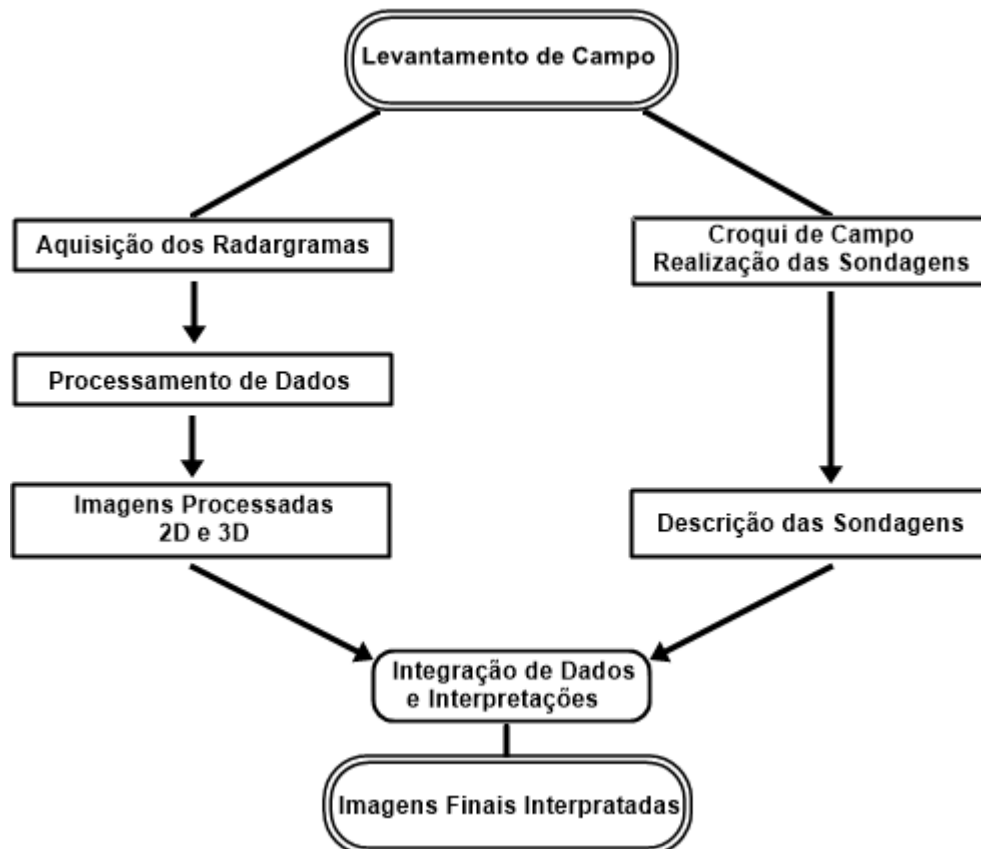 Levantamento de Campo
Aquisição dos Radargramas
Croqui de Campo
Realização das Sondagens
Processamento de Dados
Imagens Processadas
2D e 3D
Descrição das Sondagens
Integração de Dados
e Interpretações
Imagens Finais Interpratadas